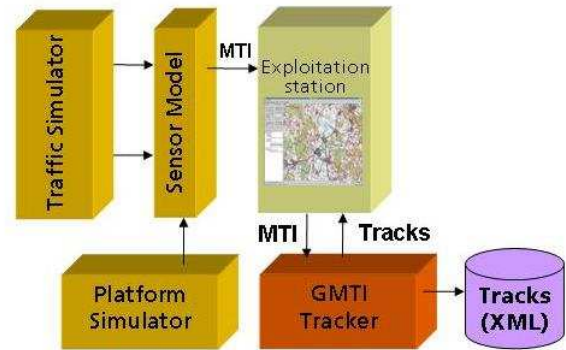 Traffic Simulator
Sensor Model
MTI
Exploitation
station
MTI
Tracks
Platform
Simulator
GMTI
Tracker
Tracks
(XML)